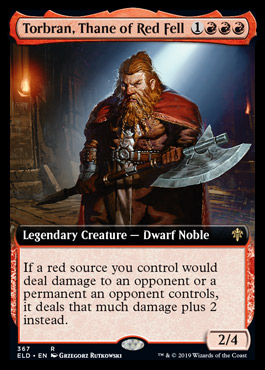 Torbran, Thane of Red Fell 1
Legendary Creature — Dwarf Noble
If a red source you control would
deal damage to an opponent or a
permanent an opponent controls,
it deals that much damage plus 2
instead.
2/4
367 R
ELD • EN GRZEGORZ RUTKOWSKI ™ & © 2019 Wizards of the Coast